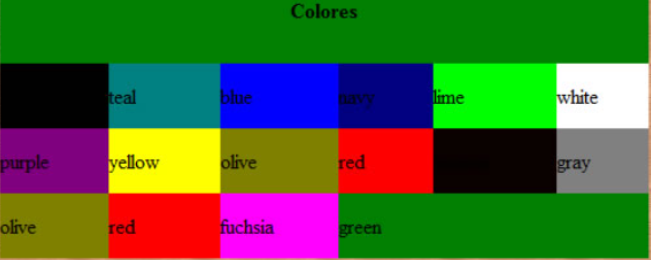 Colores
teal blue navy lime white
purple yellow olive red gray
olive red fuchsia green